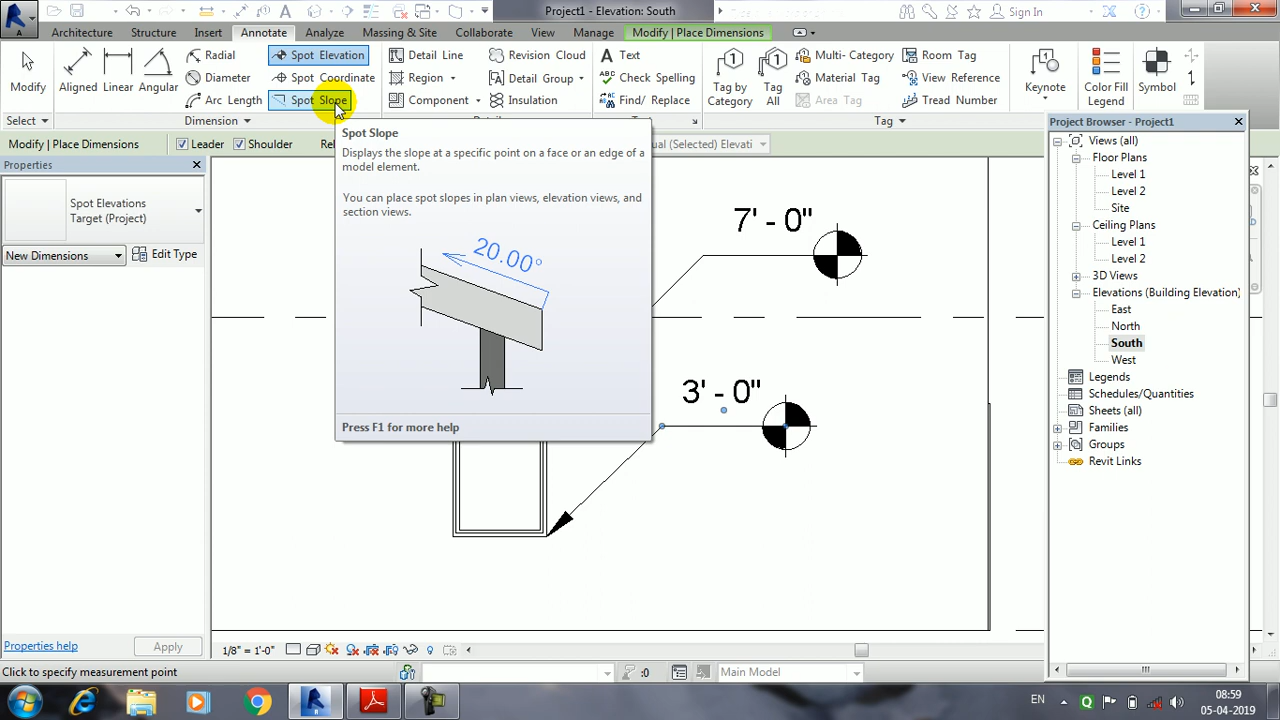 Project1 - Elevation: South
Sign In
Architecture Structure Insert Annotate Analyze Massing & Site Collaborate View Manage Modify | Place Dimensions
Modify
Aligned Linear Angular
Radial
Diameter
Arc Length
Spot Elevation
Spot Coordinate
Spot Slope
Detail Line
Region
Component
Revision Cloud
Detail Group
Insulation
Text
Check Spelling
Find/ Replace
Tag by Category
Tag All
Multi-Category
Material Tag
Area Tag
Room Tag
View Reference
Tread Number
Keynote
Color Fill Legend
Symbol
Select Dimension Tag
Modify | Place Dimensions Leader Shoulder Rel ual (Selected) Elevati
Properties
Spot Elevations
Target (Project)
New Dimensions Edit Type
Properties help Apply
Spot Slope
Displays the slope at a specific point on a face or an edge of a
model element.
You can place spot slopes in plan views, elevation views, and
section views.
20.00°
Press F1 for more help
7' - 0"
3' - 0"
Project Browser - Project1
Views (all)
Floor Plans
Level 1
Level 2
Site
Ceiling Plans
Level 1
Level 2
3D Views
Elevations (Building Elevation)
East
North
South
West
Legends
Schedules/Quantities
Sheets (all)
Families
Groups
Revit Links
1/8" = 1'-0"
Click to specify measurement point :0 Main Model
EN 08:59
05-04-2019